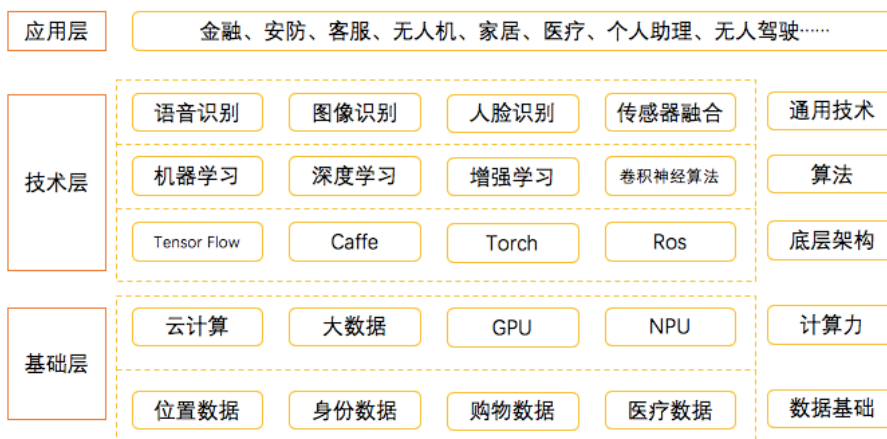 应用层
金融、安防、客服、无人机、家居、医疗、个人助理、无人驾驶……
技术层
语音识别 图像识别 人脸识别 传感器融合 通用技术
机器学习 深度学习 增强学习 卷积神经算法 算法
Tensor Flow Caffe Torch Ros 底层架构
基础层
云计算 大数据 GPU NPU 计算力
位置数据 身份数据 购物数据 医疗数据 数据基础